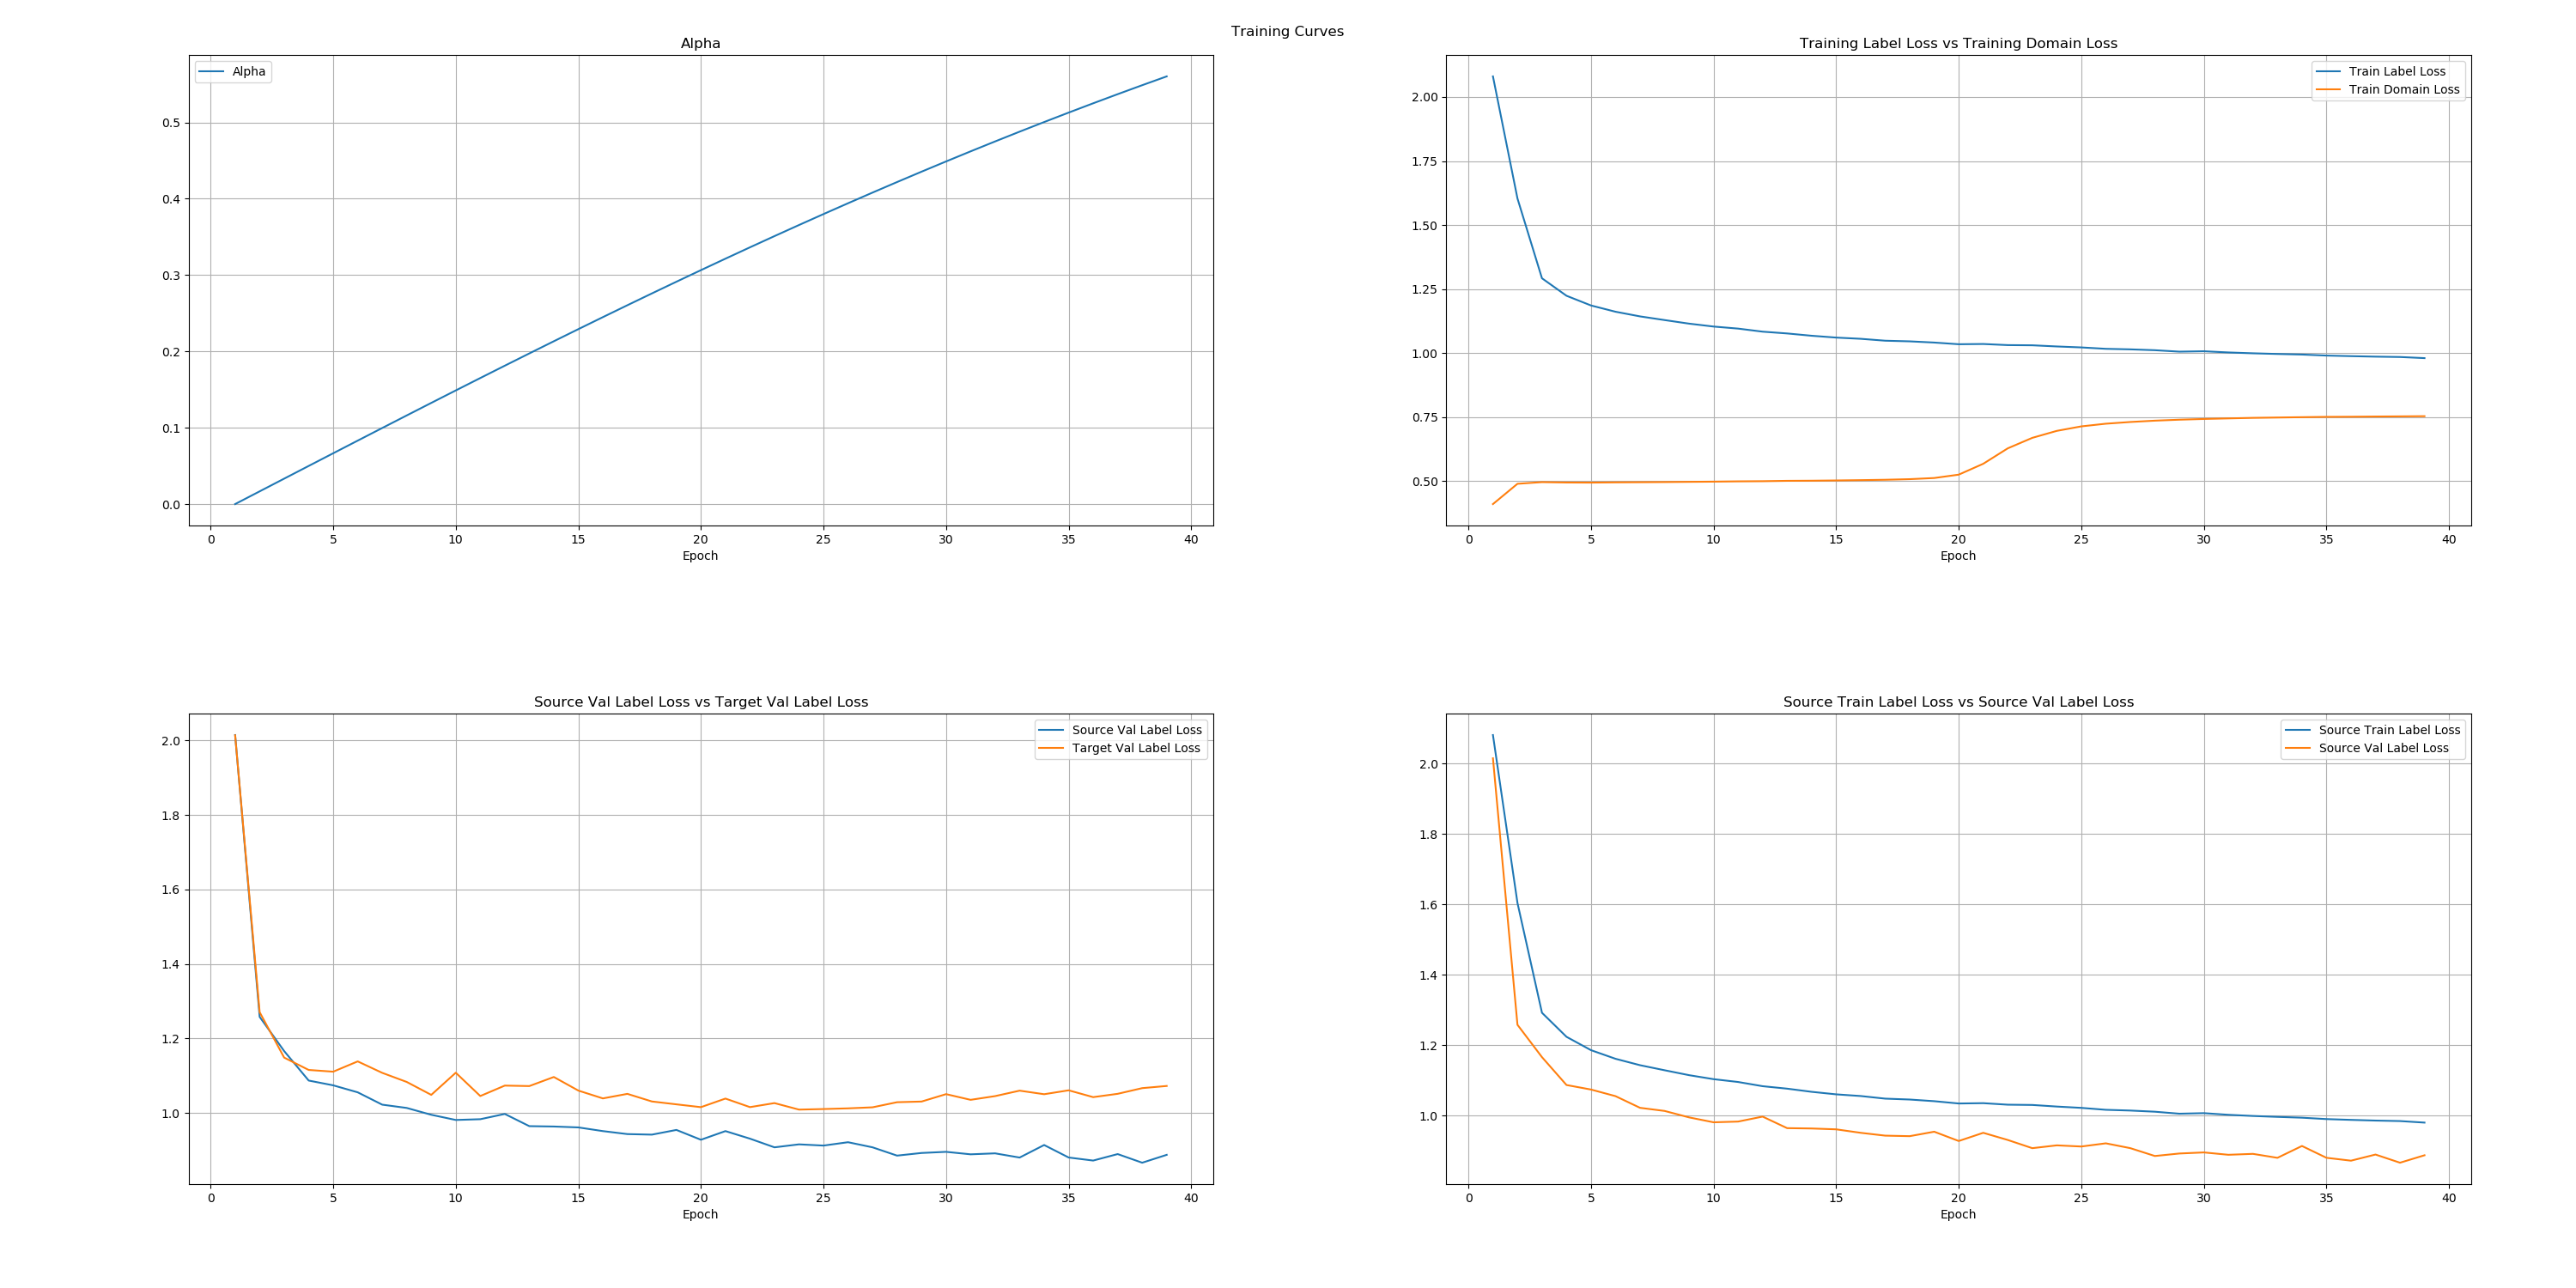 Training Curves
Alpha
Alpha
0.5
0.4
0.3
0.2
0.1
0.0
0 5 10 15 20 25 30 35 40
Epoch
Training Label Loss vs Training Domain Loss
Train Label Loss
Train Domain Loss
2.00
1.75
1.50
1.25
1.00
0.75
0.50
0 5 10 15 20 25 30 35 40
Epoch
Source Val Label Loss vs Target Val Label Loss
Source Val Label Loss
Target Val Label Loss
2.0
1.8
1.6
1.4
1.2
1.0
0 5 10 15 20 25 30 35 40
Epoch
Source Train Label Loss vs Source Val Label Loss
Source Train Label Loss
Source Val Label Loss
2.0
1.8
1.6
1.4
1.2
1.0
0 5 10 15 20 25 30 35 40
Epoch